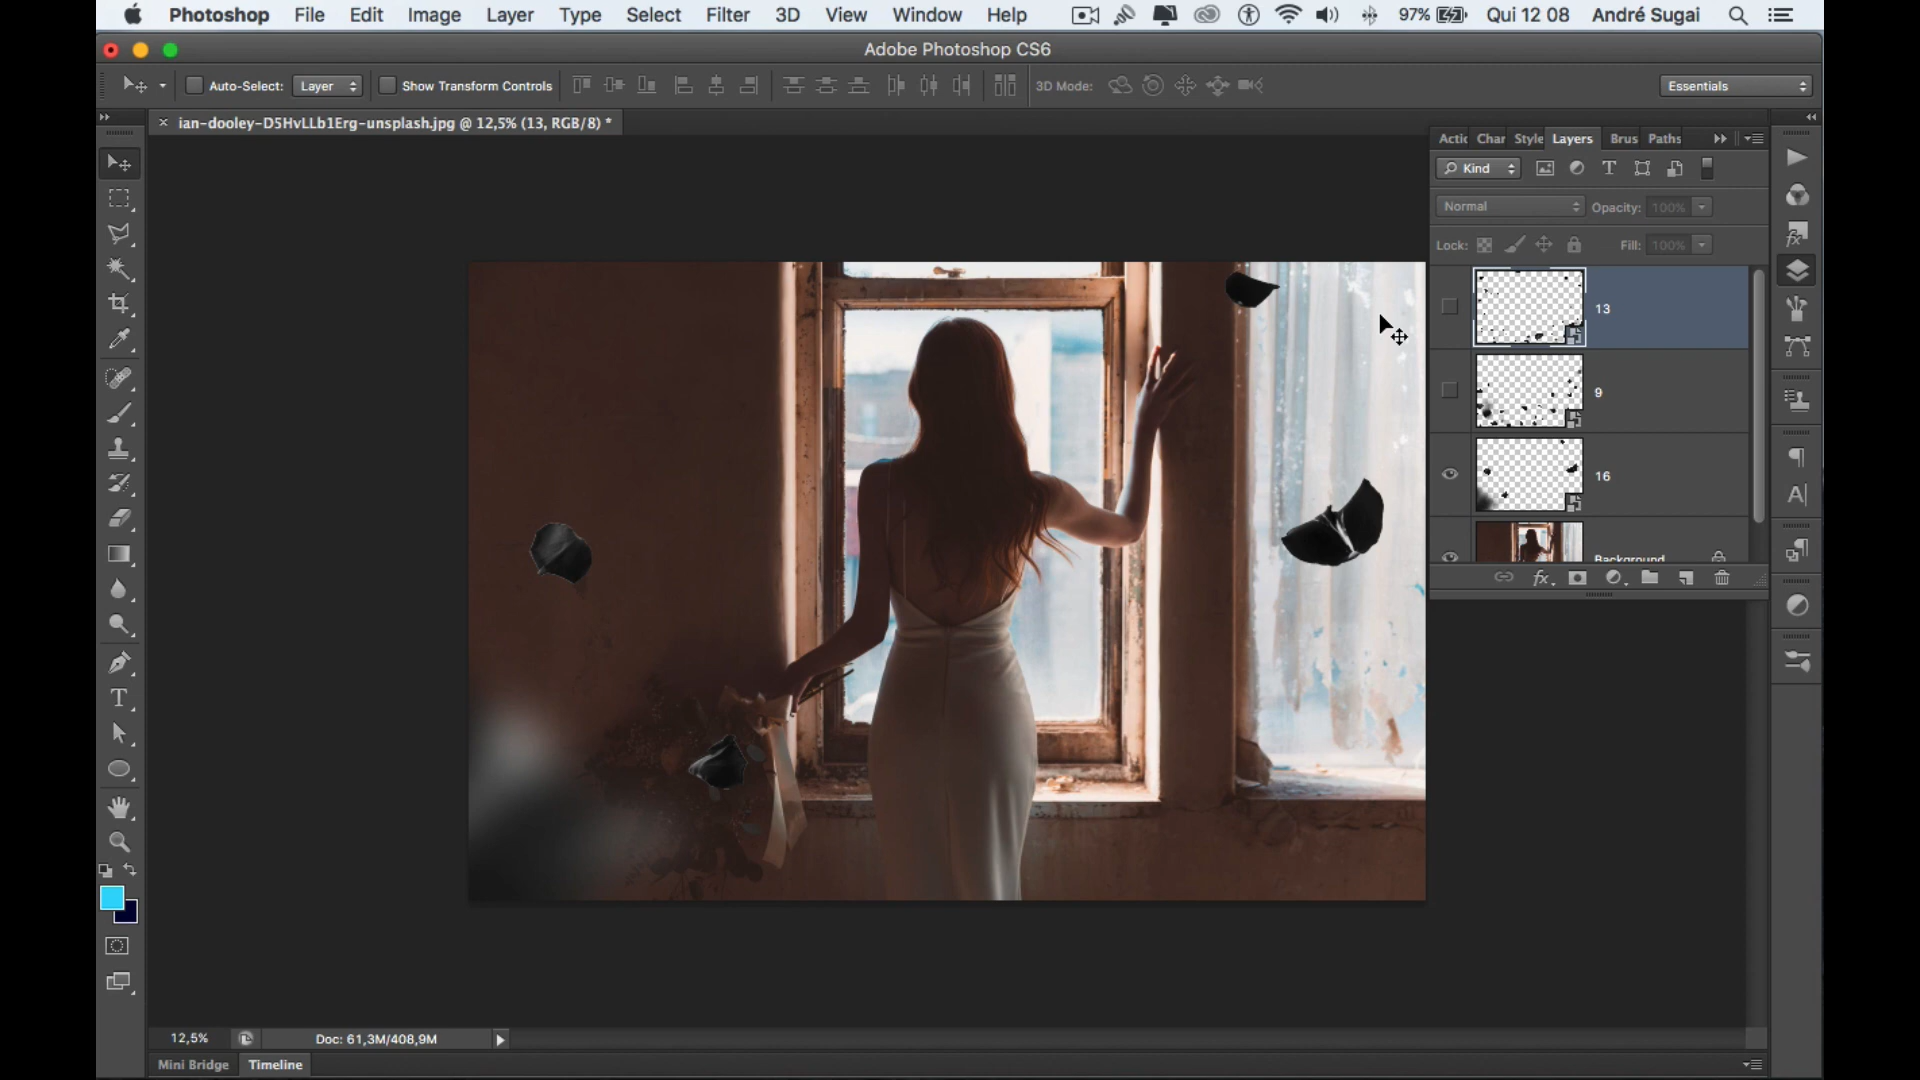 Photoshop File Edit Image Layer Type Select Filter 3D View Window Help 97% Qui 12 08 André Sugai
Adobe Photoshop CS6
Auto-Select: Layer Show Transform Controls 3D Mode: Essentials
ian-dooley-D5HvLLb1Erg-unsplash.jpg @ 12,5% (13, RGB/8) *
Actic Char Style Layers Brus Paths
Kind
Normal Opacity: 100%
Lock: Fill: 100%
13
9
16
Background
12,5% Doc: 61,3M/408,9M
Mini Bridge Timeline